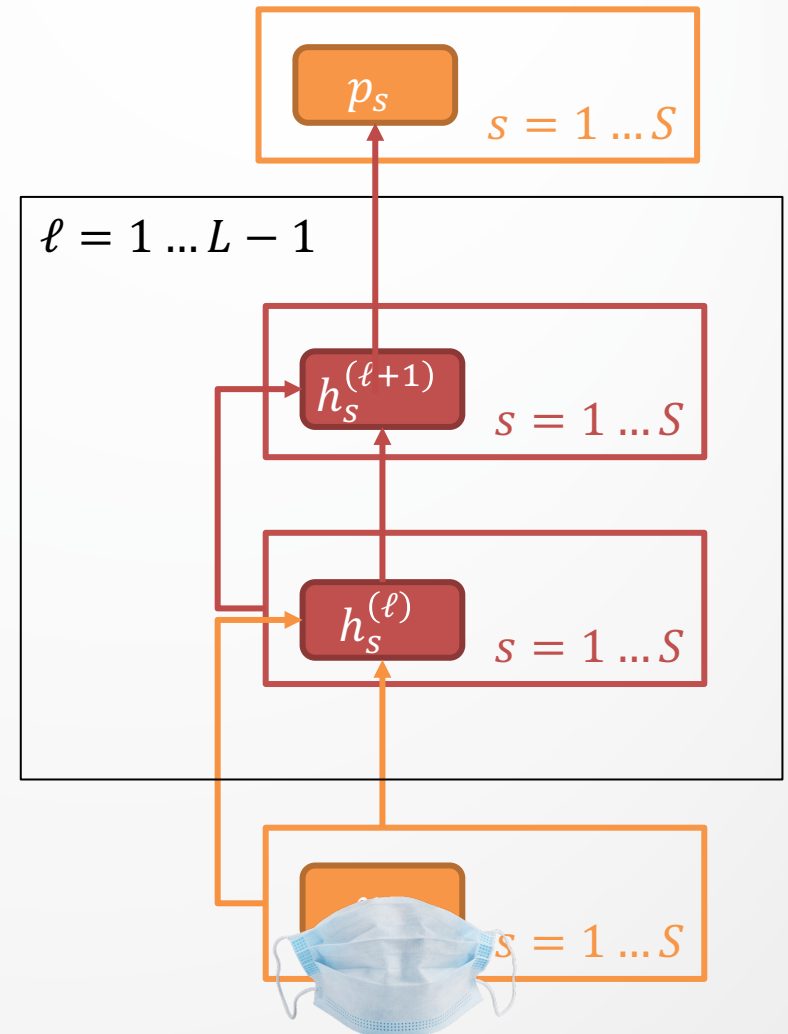 p_s
s = 1 … S
ℓ = 1 … L − 1
h_s^(ℓ+1)
s = 1 … S
h_s^(ℓ)
s = 1 … S
s = 1 … S